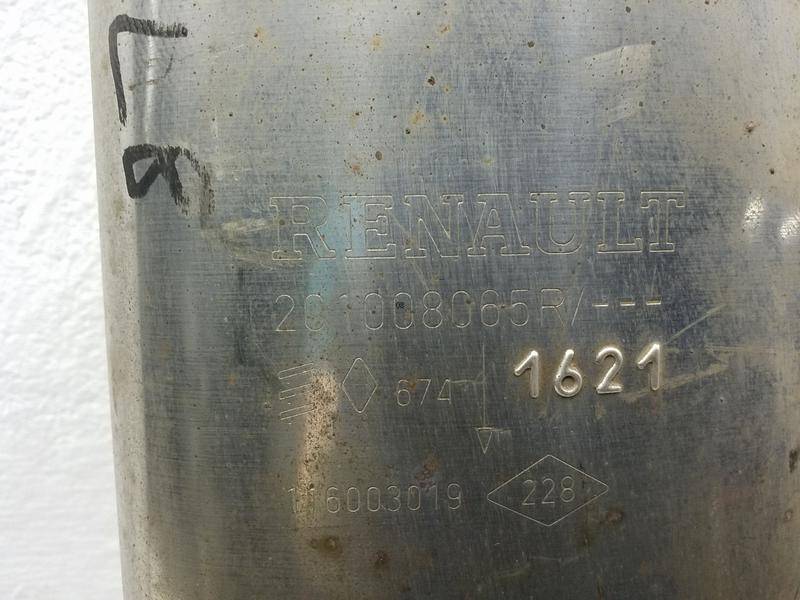 RENAULT
201008065R/---
674 1621
116003019 228